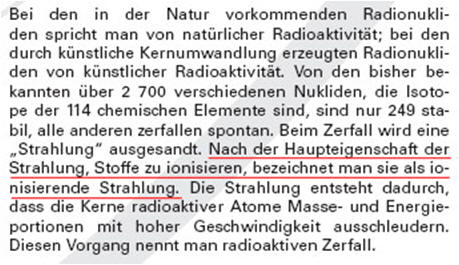 Bei den in der Natur vorkommenden Radionukli-
den spricht man von natürlicher Radioaktivität; bei den
durch künstliche Kernumwandlung erzeugten Radionukli-
den von künstlicher Radioaktivität. Von den bisher be-
kannten über 2 700 verschiedenen Nukliden, die Isoto-
pe der 114 chemischen Elemente sind, sind nur 249 sta-
bil, alle anderen zerfallen spontan. Beim Zerfall wird eine
„Strahlung“ ausgesandt. Nach der Haupteigenschaft der
Strahlung, Stoffe zu ionisieren, bezeichnet man sie als io-
nisierende Strahlung. Die Strahlung entsteht dadurch,
dass die Kerne radioaktiver Atome Masse- und Energie-
portionen mit hoher Geschwindigkeit ausschleudern.
Diesen Vorgang nennt man radioaktiven Zerfall.